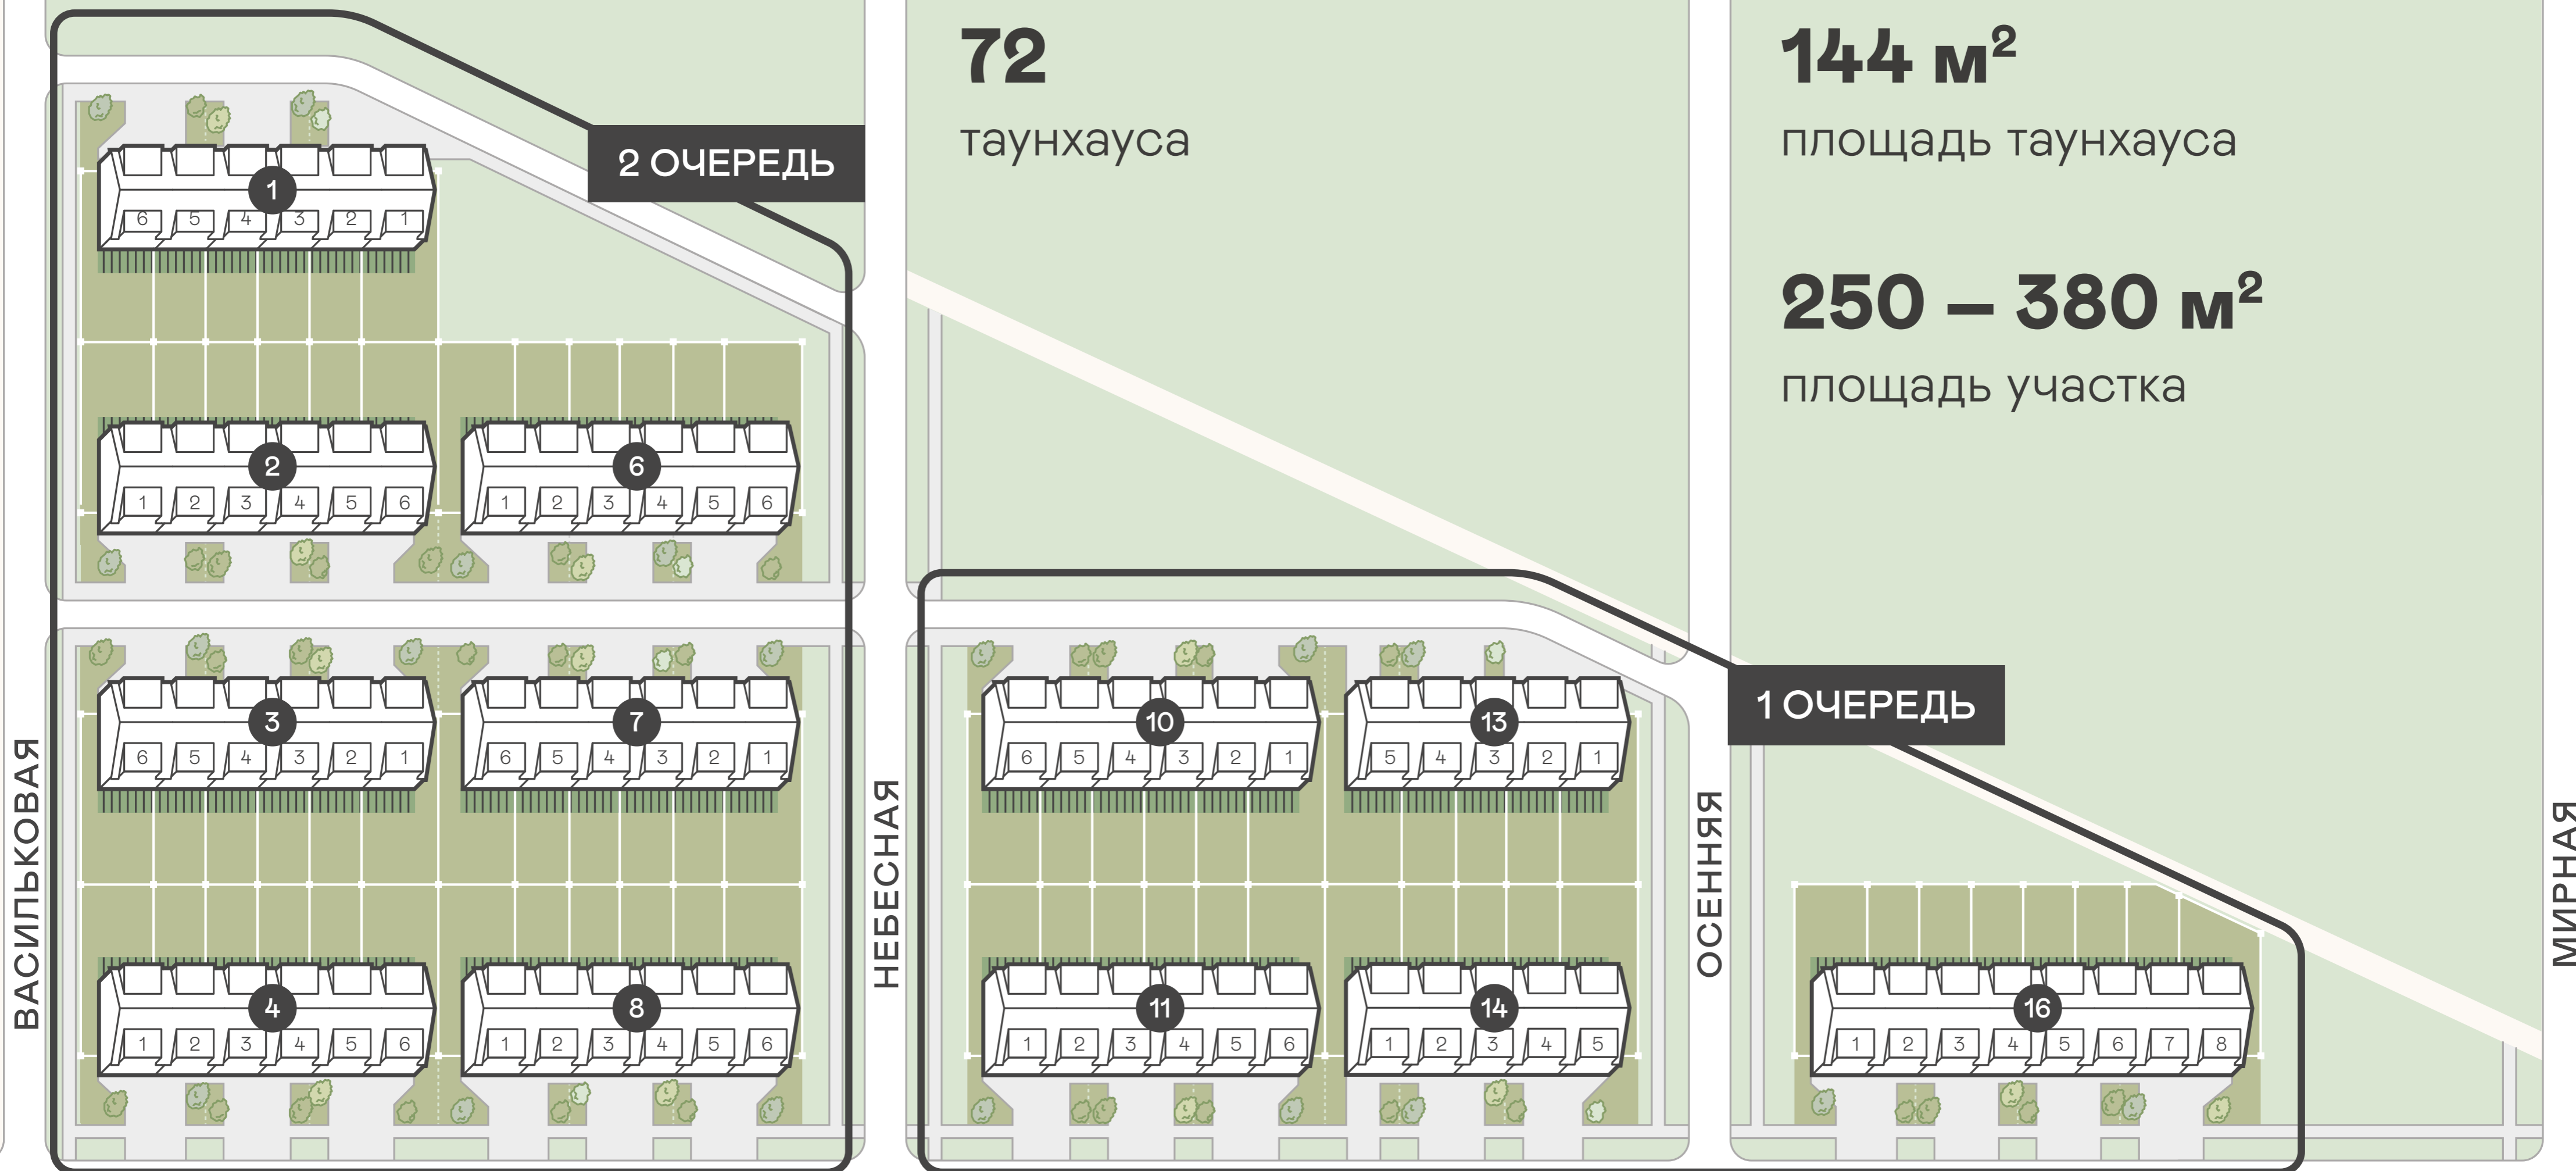 72
таунхауса
144 м²
площадь таунхауса
250 – 380 м²
площадь участка
2 ОЧЕРЕДЬ
1
6 5 4 3 2 1
2
1 2 3 4 5 6
6
1 2 3 4 5 6
3
6 5 4 3 2 1
7
6 5 4 3 2 1
4
1 2 3 4 5 6
8
1 2 3 4 5 6
1 ОЧЕРЕДЬ
10
6 5 4 3 2 1
13
5 4 3 2 1
11
1 2 3 4 5 6
14
1 2 3 4 5
16
1 2 3 4 5 6 7 8
ВАСИЛЬКОВАЯ
НЕБЕСНАЯ
ОСЕННЯЯ
МИРНАЯ